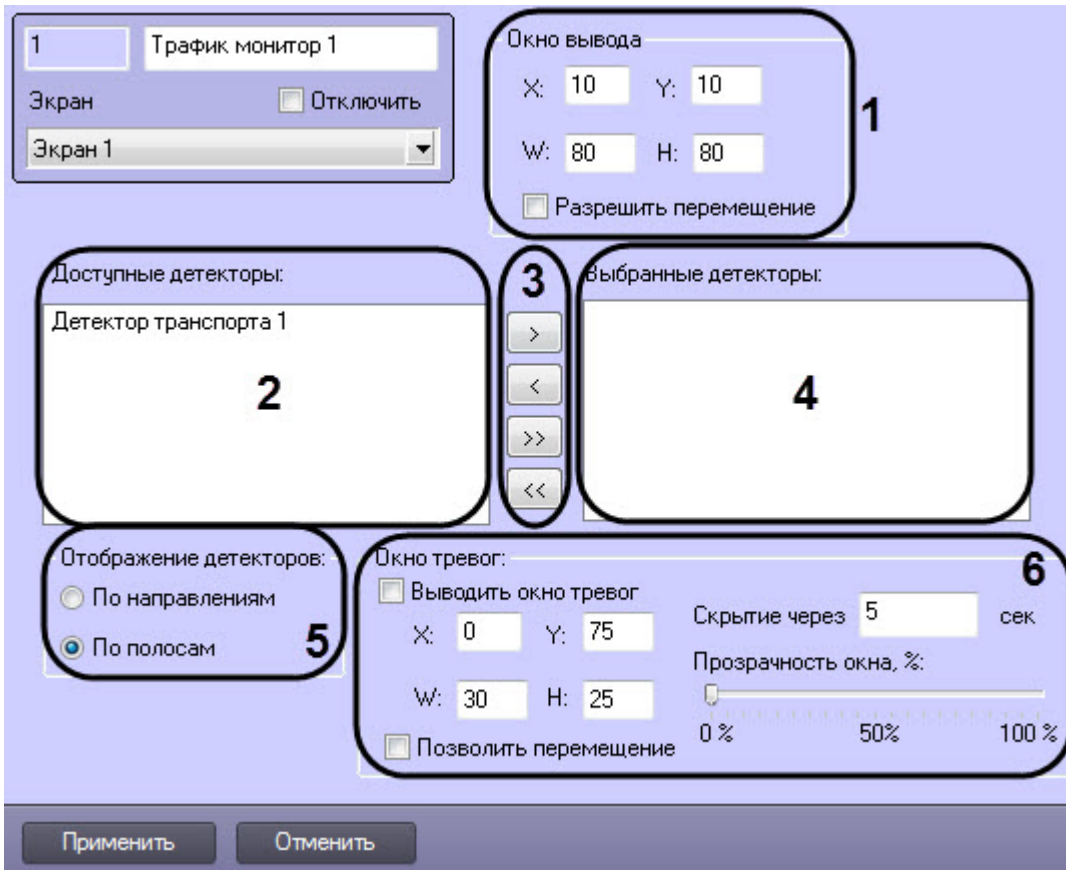 1
Трафик монитор 1
Экран
Отключить
Экран 1
Окно вывода
X: 10 Y: 10
W: 80 H: 80
Разрешить перемещение
1
Доступные детекторы:
Детектор транспорта 1
2
3
>
<
>>
<<
Выбранные детекторы:
4
Отображение детекторов:
По направлениям
По полосам
5
Окно тревог:
6
Выводить окно тревог
X: 0 Y: 75
W: 30 H: 25
Позволить перемещение
Скрытие через 5 сек
Прозрачность окна, %:
0 % 50% 100 %
Применить Отменить